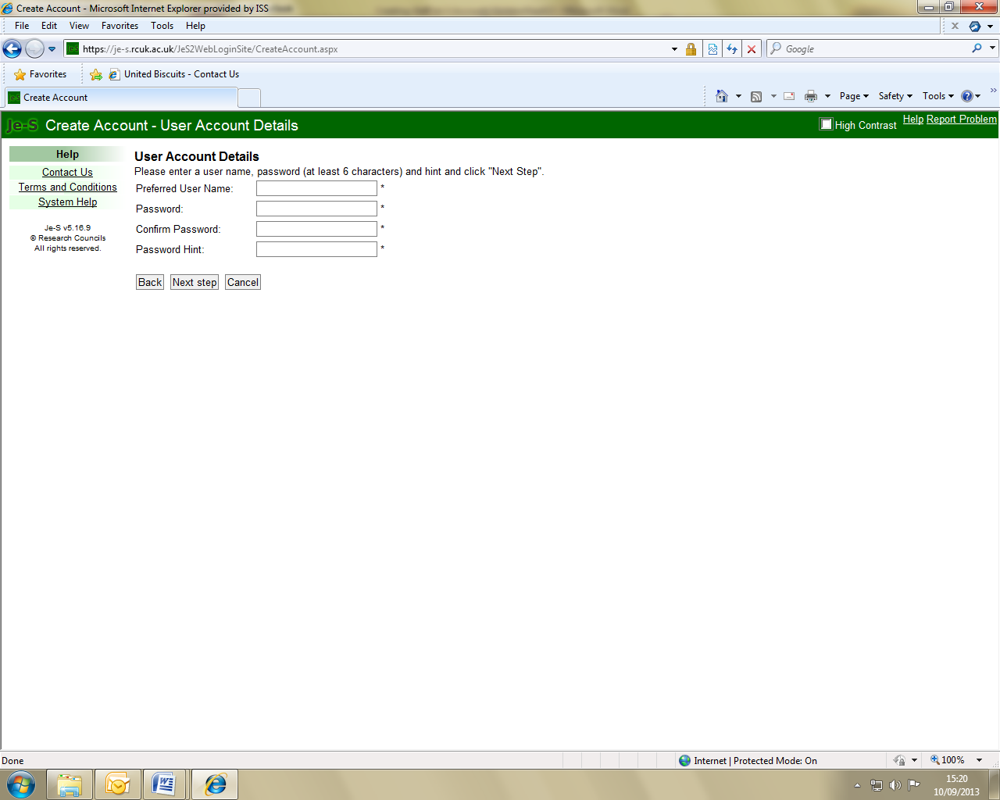 Create Account - Microsoft Internet Explorer provided by ISS
File Edit View Favorites Tools Help
https://je-s.rcuk.ac.uk/JeS2WebLoginSite/CreateAccount.aspx
Google
Favorites
United Biscuits - Contact Us
Je-S Create Account
Page Safety Tools
Je-S Create Account - User Account Details
High Contrast Help Report Problem
Help
Contact Us
Terms and Conditions
System Help
Je-S v5.16.9
© Research Councils
All rights reserved.
User Account Details
Please enter a user name, password (at least 6 characters) and hint and click "Next Step".
Preferred User Name: *
Password: *
Confirm Password: *
Password Hint: *
Back Next step Cancel
Done
Internet | Protected Mode: On
100%
15:20
10/09/2013